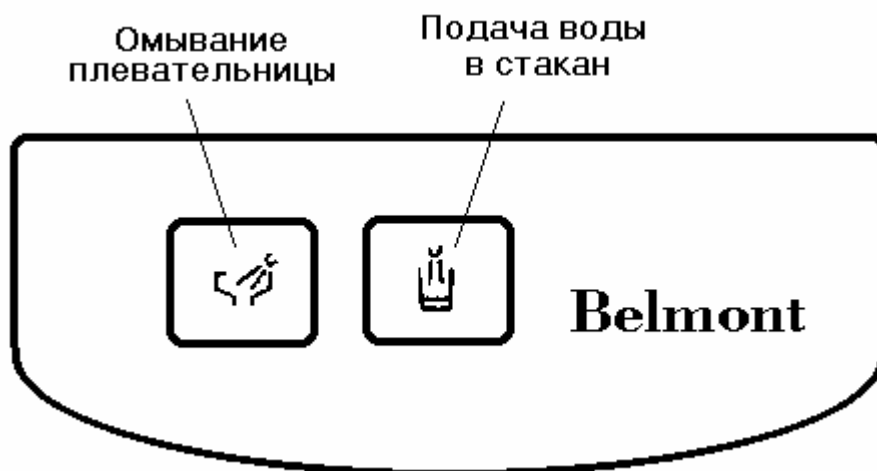 Омывание
плевательницы
Подача воды
в стакан
Belmont